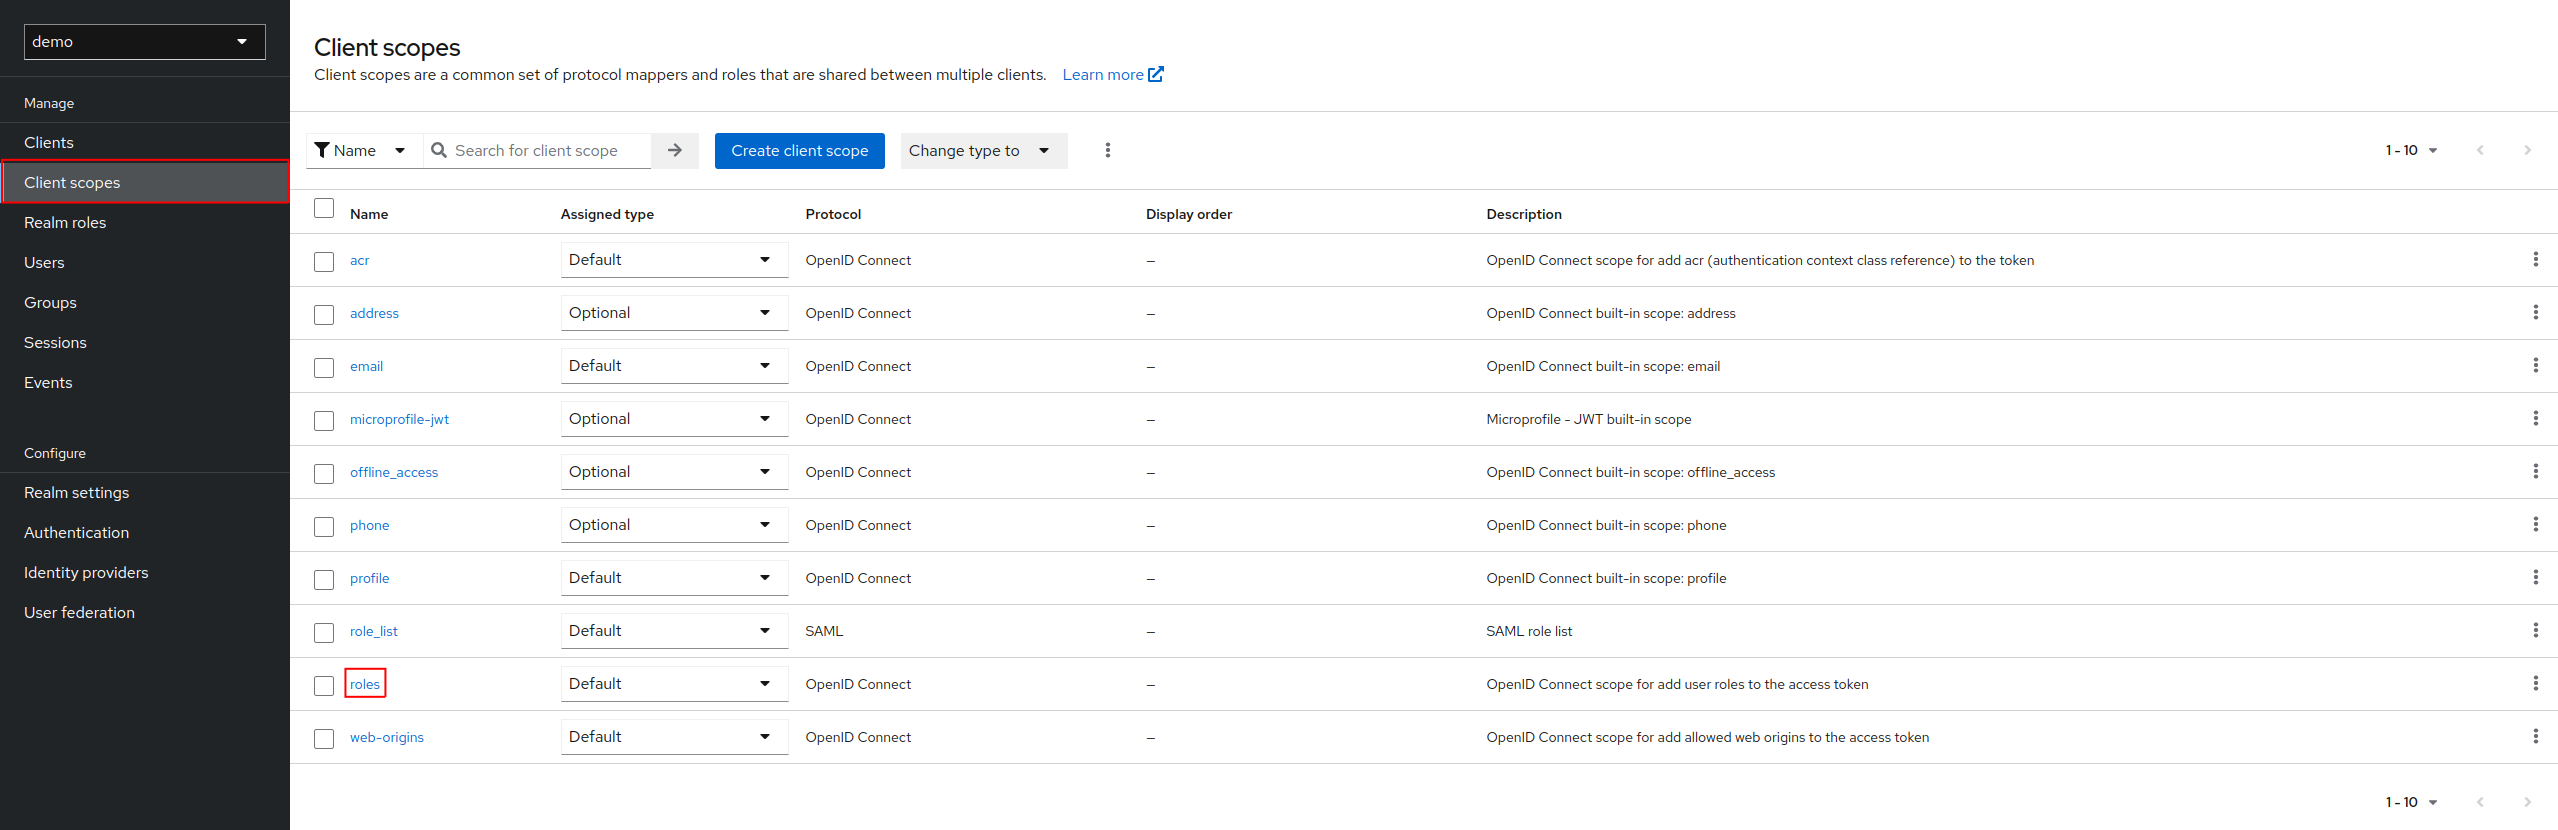 demo
Manage
Clients
Client scopes
Realm roles
Users
Groups
Sessions
Events
Configure
Realm settings
Authentication
Identity providers
User federation
Client scopes
Client scopes are a common set of protocol mappers and roles that are shared between multiple clients. Learn more
Name Search for client scope Create client scope Change type to 1 - 10
Name Assigned type Protocol Display order Description
acr Default OpenID Connect – OpenID Connect scope for add acr (authentication context class reference) to the token
address Optional OpenID Connect – OpenID Connect built-in scope: address
email Default OpenID Connect – OpenID Connect built-in scope: email
microprofile-jwt Optional OpenID Connect – Microprofile - JWT built-in scope
offline_access Optional OpenID Connect – OpenID Connect built-in scope: offline_access
phone Optional OpenID Connect – OpenID Connect built-in scope: phone
profile Default OpenID Connect – OpenID Connect built-in scope: profile
role_list Default SAML – SAML role list
roles Default OpenID Connect – OpenID Connect scope for add user roles to the access token
web-origins Default OpenID Connect – OpenID Connect scope for add allowed web origins to the access token
1 - 10